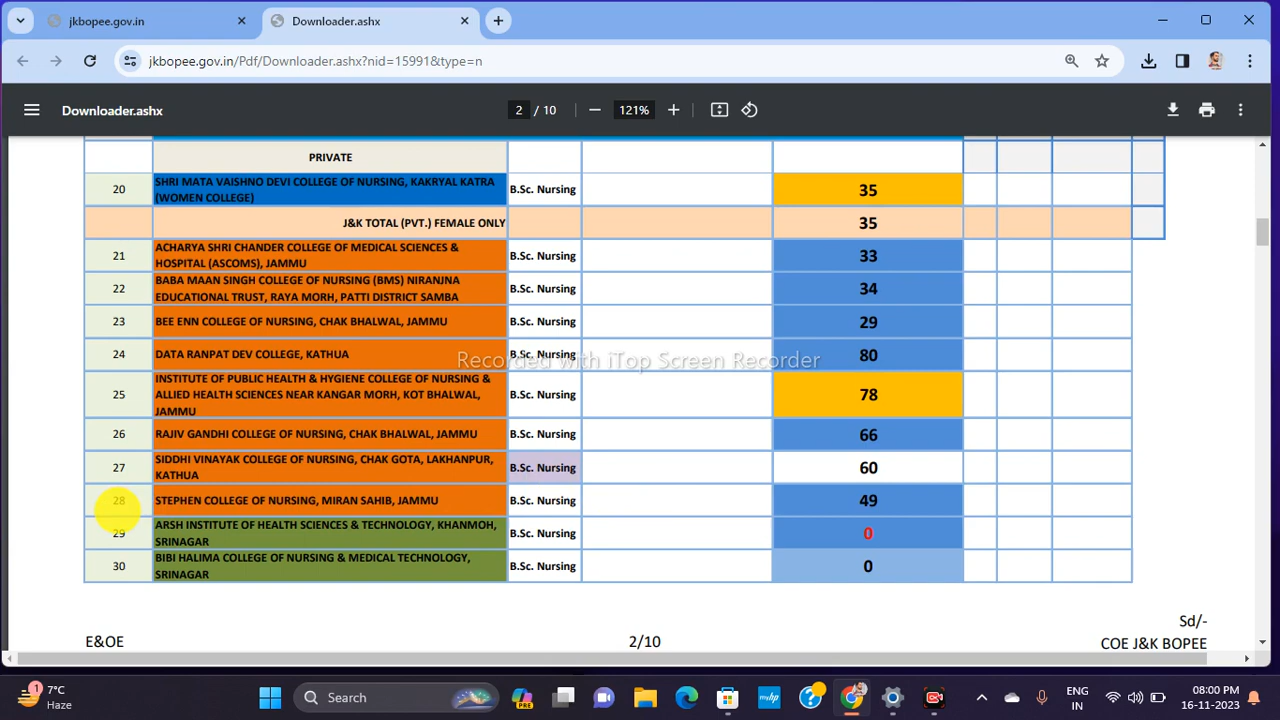 jkbopee.gov.in
Downloader.ashx
jkbopee.gov.in/Pdf/Downloader.ashx?nid=15991&type=n
Downloader.ashx
2 / 10
121%
PRIVATE
20 SHRI MATA VAISHNO DEVI COLLEGE OF NURSING, KAKRYAL KATRA B.Sc. Nursing 35
(WOMEN COLLEGE)
J&K TOTAL (PVT.) FEMALE ONLY 35
21 ACHARYA SHRI CHANDER COLLEGE OF MEDICAL SCIENCES & B.Sc. Nursing 33
HOSPITAL (ASCOMS), JAMMU
22 BABA MAAN SINGH COLLEGE OF NURSING (BMS) NIRANJNA B.Sc. Nursing 34
EDUCATIONAL TRUST, RAYA MORH, PATTI DISTRICT SAMBA
23 BEE ENN COLLEGE OF NURSING, CHAK BHALWAL, JAMMU B.Sc. Nursing 29
24 DATA RANPAT DEV COLLEGE, KATHUA B.Sc. Nursing 80
Recorded with iTop Screen Recorder
INSTITUTE OF PUBLIC HEALTH & HYGIENE COLLEGE OF NURSING &
25 ALLIED HEALTH SCIENCES NEAR KANGAR MORH, KOT BHALWAL, B.Sc. Nursing 78
JAMMU
26 RAJIV GANDHI COLLEGE OF NURSING, CHAK BHALWAL, JAMMU B.Sc. Nursing 66
27 SIDDHI VINAYAK COLLEGE OF NURSING, CHAK GOTA, LAKHANPUR, B.Sc. Nursing 60
KATHUA
28 STEPHEN COLLEGE OF NURSING, MIRAN SAHIB, JAMMU B.Sc. Nursing 49
29 ARSH INSTITUTE OF HEALTH SCIENCES & TECHNOLOGY, KHANMOH, B.Sc. Nursing 0
SRINAGAR
30 BIBI HALIMA COLLEGE OF NURSING & MEDICAL TECHNOLOGY, B.Sc. Nursing 0
SRINAGAR
Sd/-
E&OE 2/10 COE J&K BOPEE
1
7°C
Haze
Search
PRE
myhp
ENG
IN
08:00 PM
16-11-2023